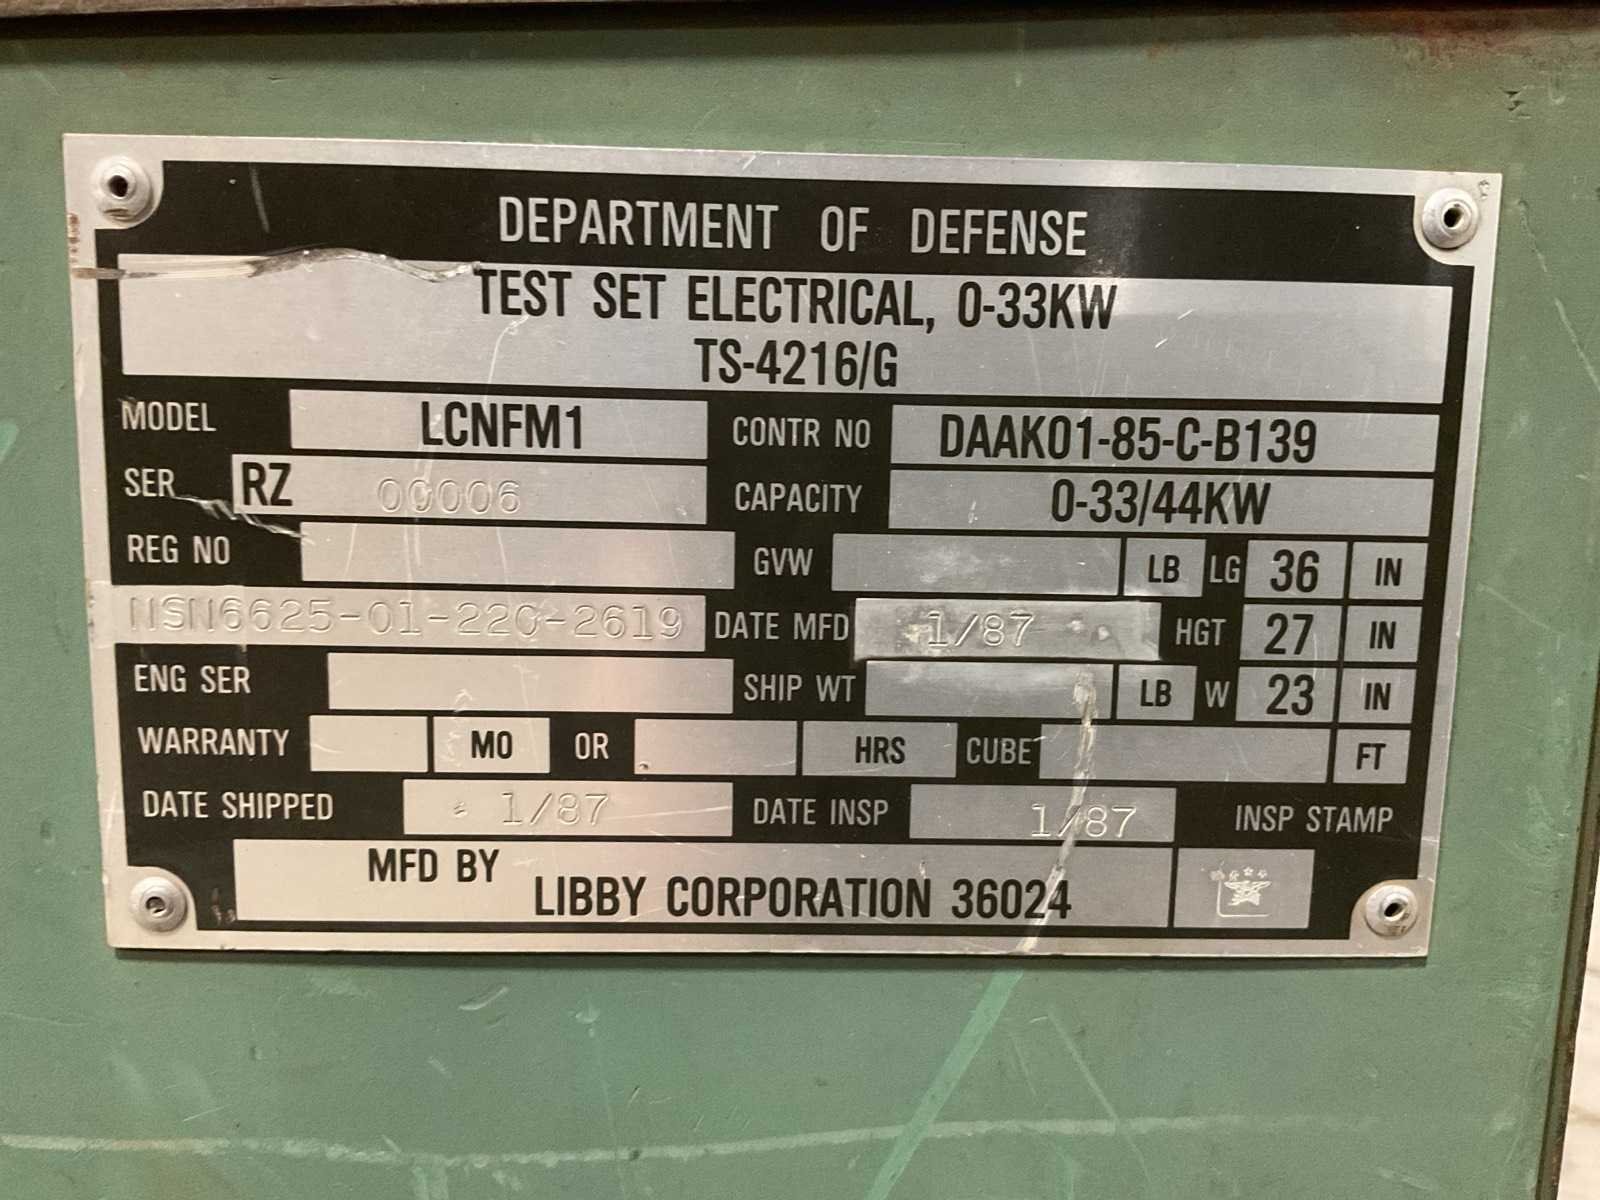 DEPARTMENT OF DEFENSE
TEST SET ELECTRICAL, 0-33KW
TS-4216/G
MODEL LCNFM1 CONTR NO DAAK01-85-C-B139
SER RZ 00006 CAPACITY 0-33/44KW
REG NO GVW LB LG 36 IN
NSN6625-01-220-2619 DATE MFD 1/87 HGT 27 IN
ENG SER SHIP WT LB W 23 IN
WARRANTY MO OR HRS CUBE FT
DATE SHIPPED 1/87 DATE INSP 1/87 INSP STAMP
MFD BY LIBBY CORPORATION 36024